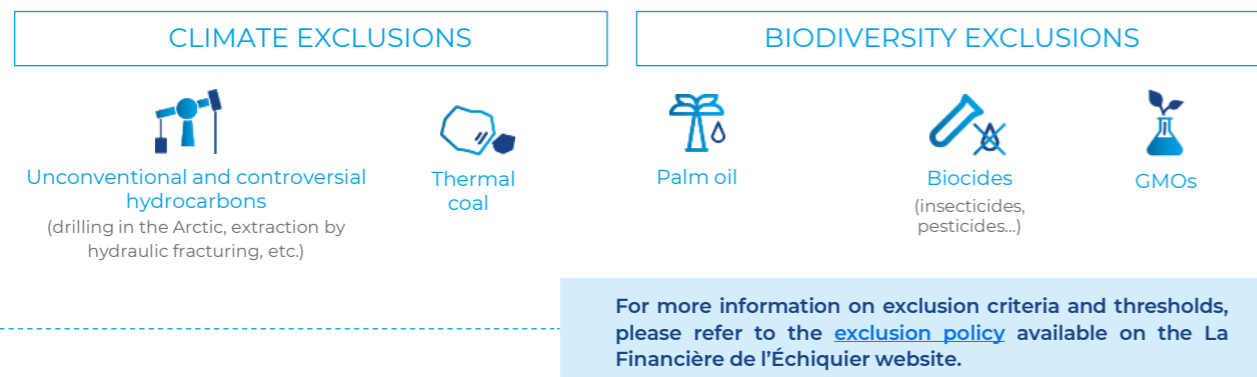 CLIMATE EXCLUSIONS
Unconventional and controversial
hydrocarbons
(drilling in the Arctic, extraction by
hydraulic fracturing, etc.)
Thermal
coal
BIODIVERSITY EXCLUSIONS
Palm oil
Biocides
(insecticides,
pesticides...)
GMOs
For more information on exclusion criteria and thresholds,
please refer to the exclusion policy available on the La
Financière de l’Échiquier website.